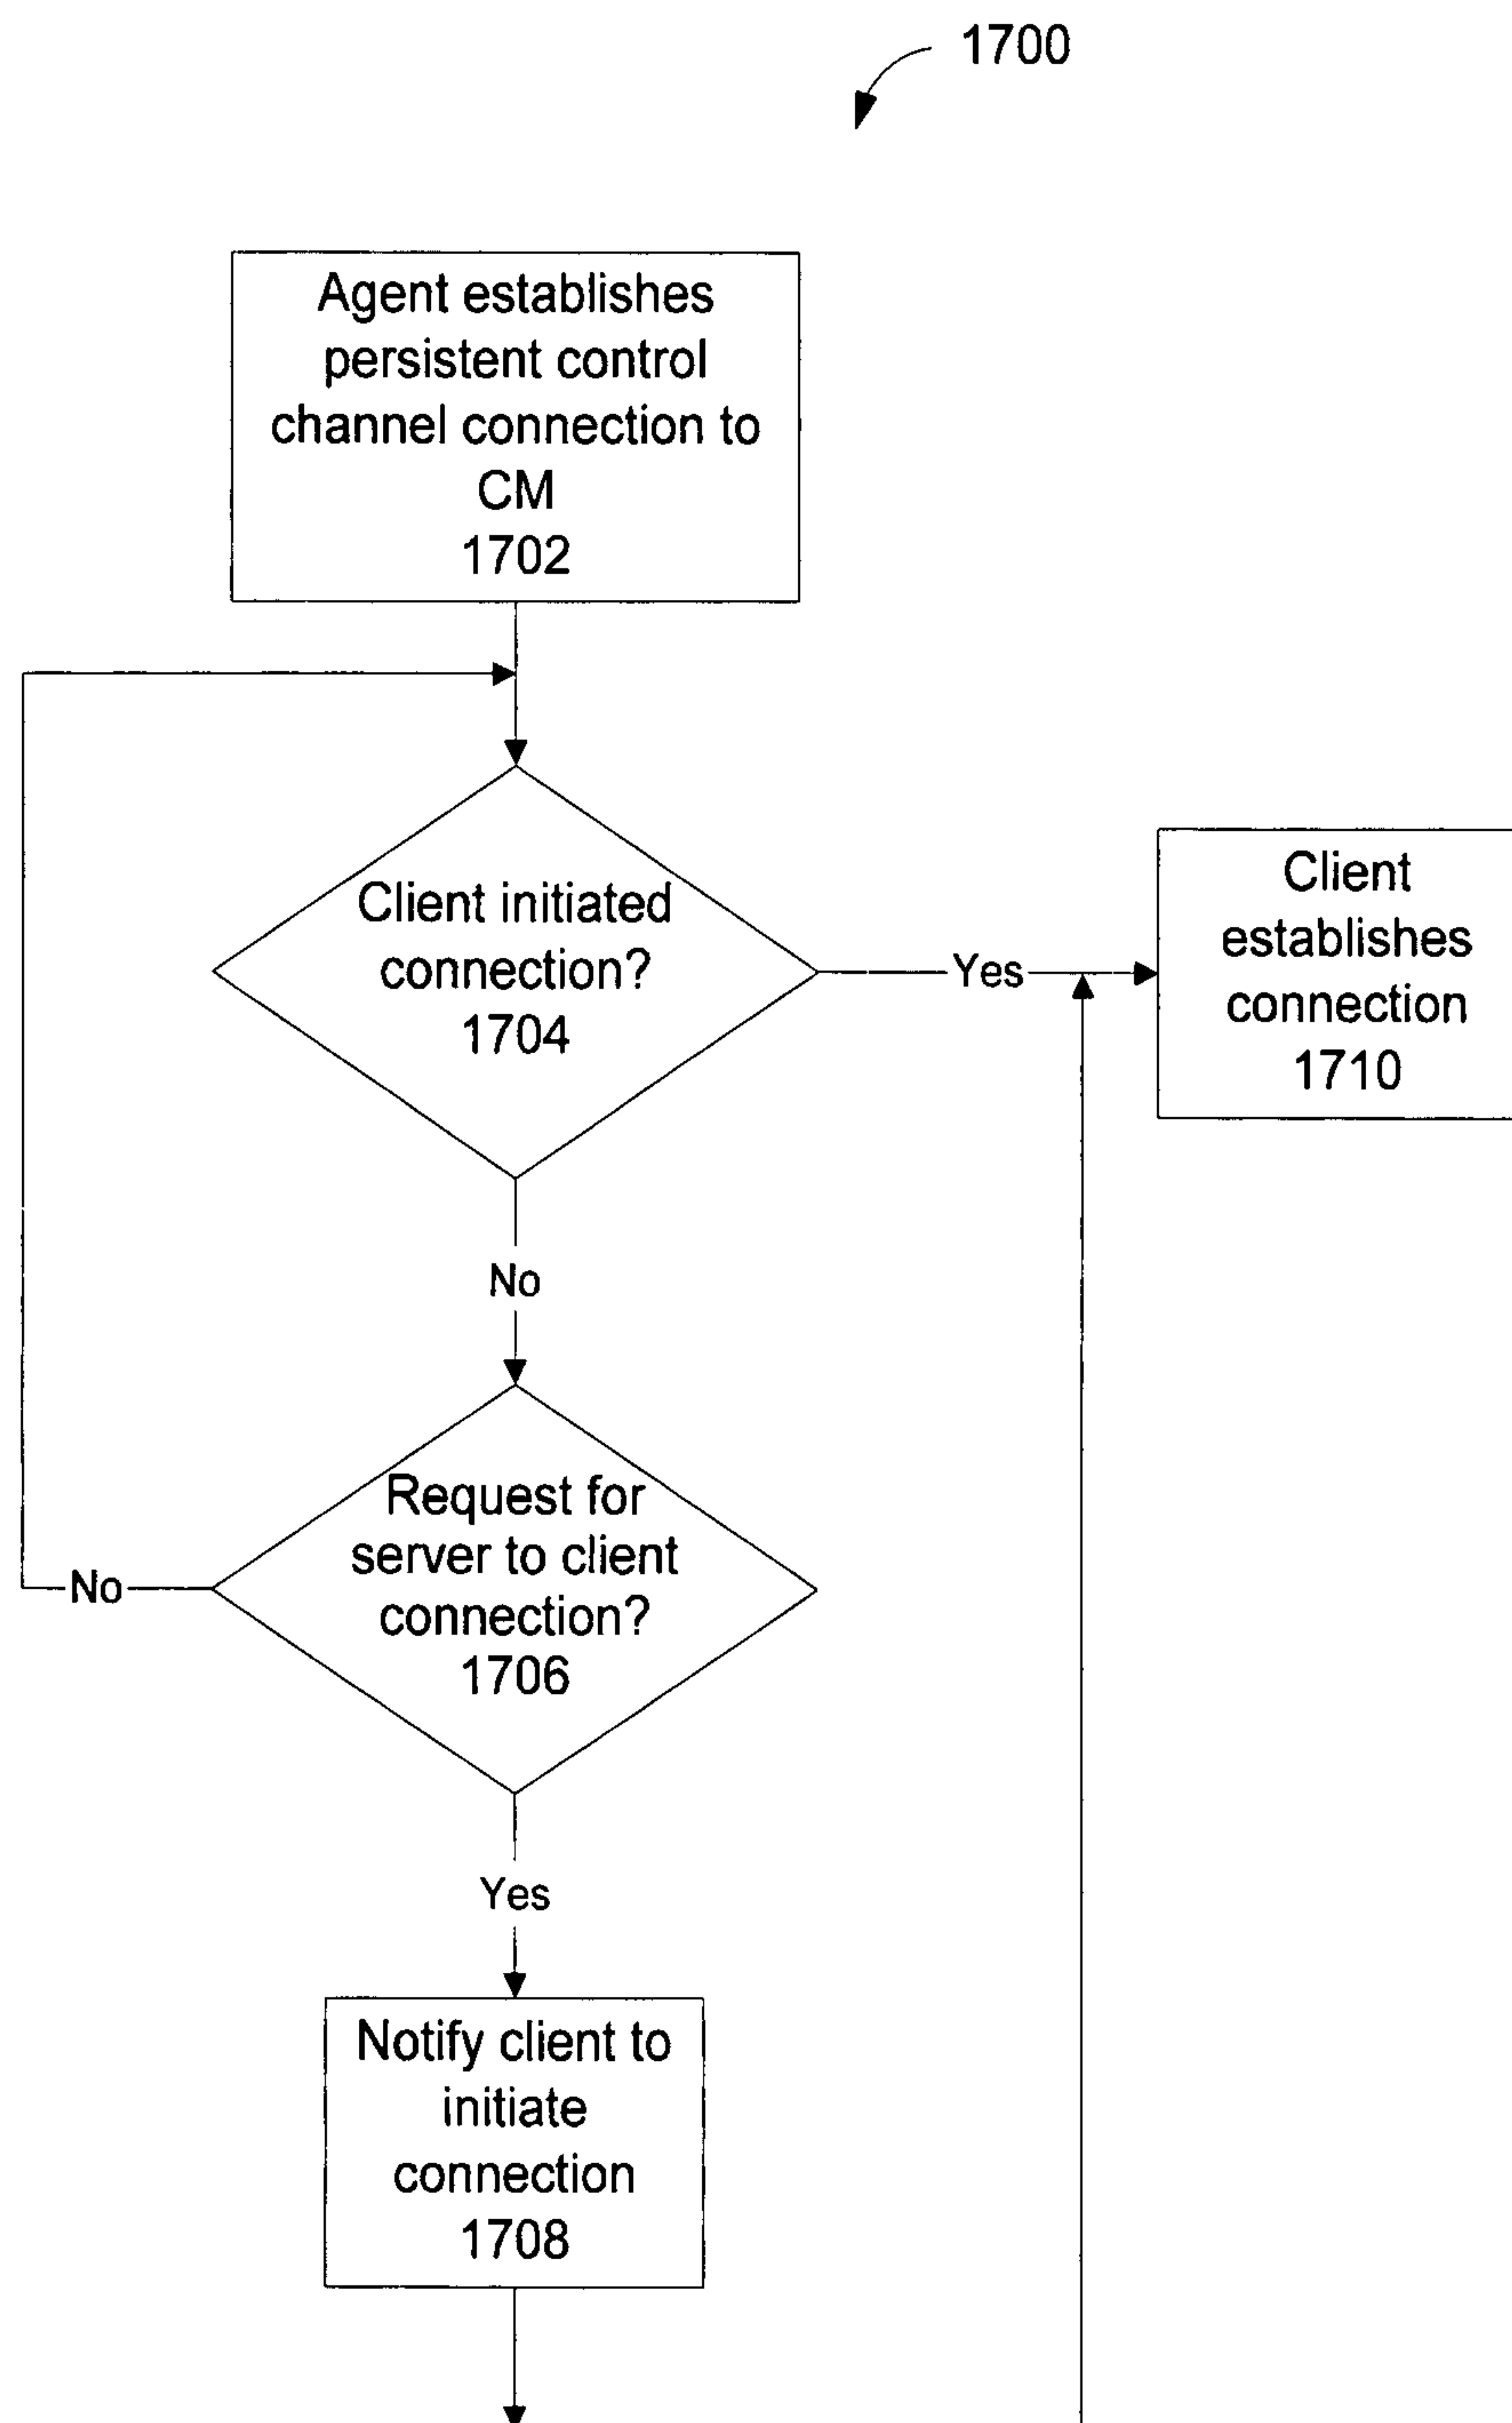 1700
Agent establishes
persistent control
channel connection to
CM
1702
Client initiated
connection?
1704
Yes
Client
establishes
connection
1710
No
Request for
server to client
connection?
1706
No
Yes
Notify client to
initiate
connection
1708